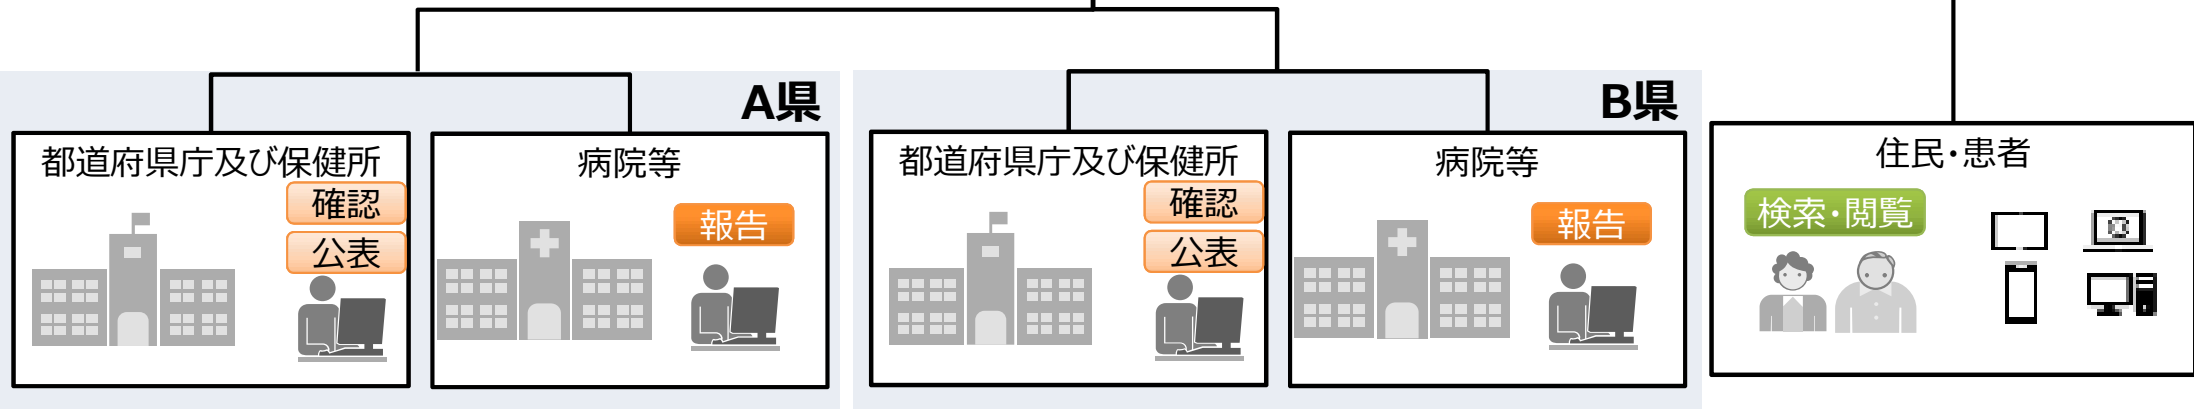 A県
都道府県庁及び保健所
確認
公表
病院等
報告
B県
都道府県庁及び保健所
確認
公表
病院等
報告
住民・患者
検索・閲覧